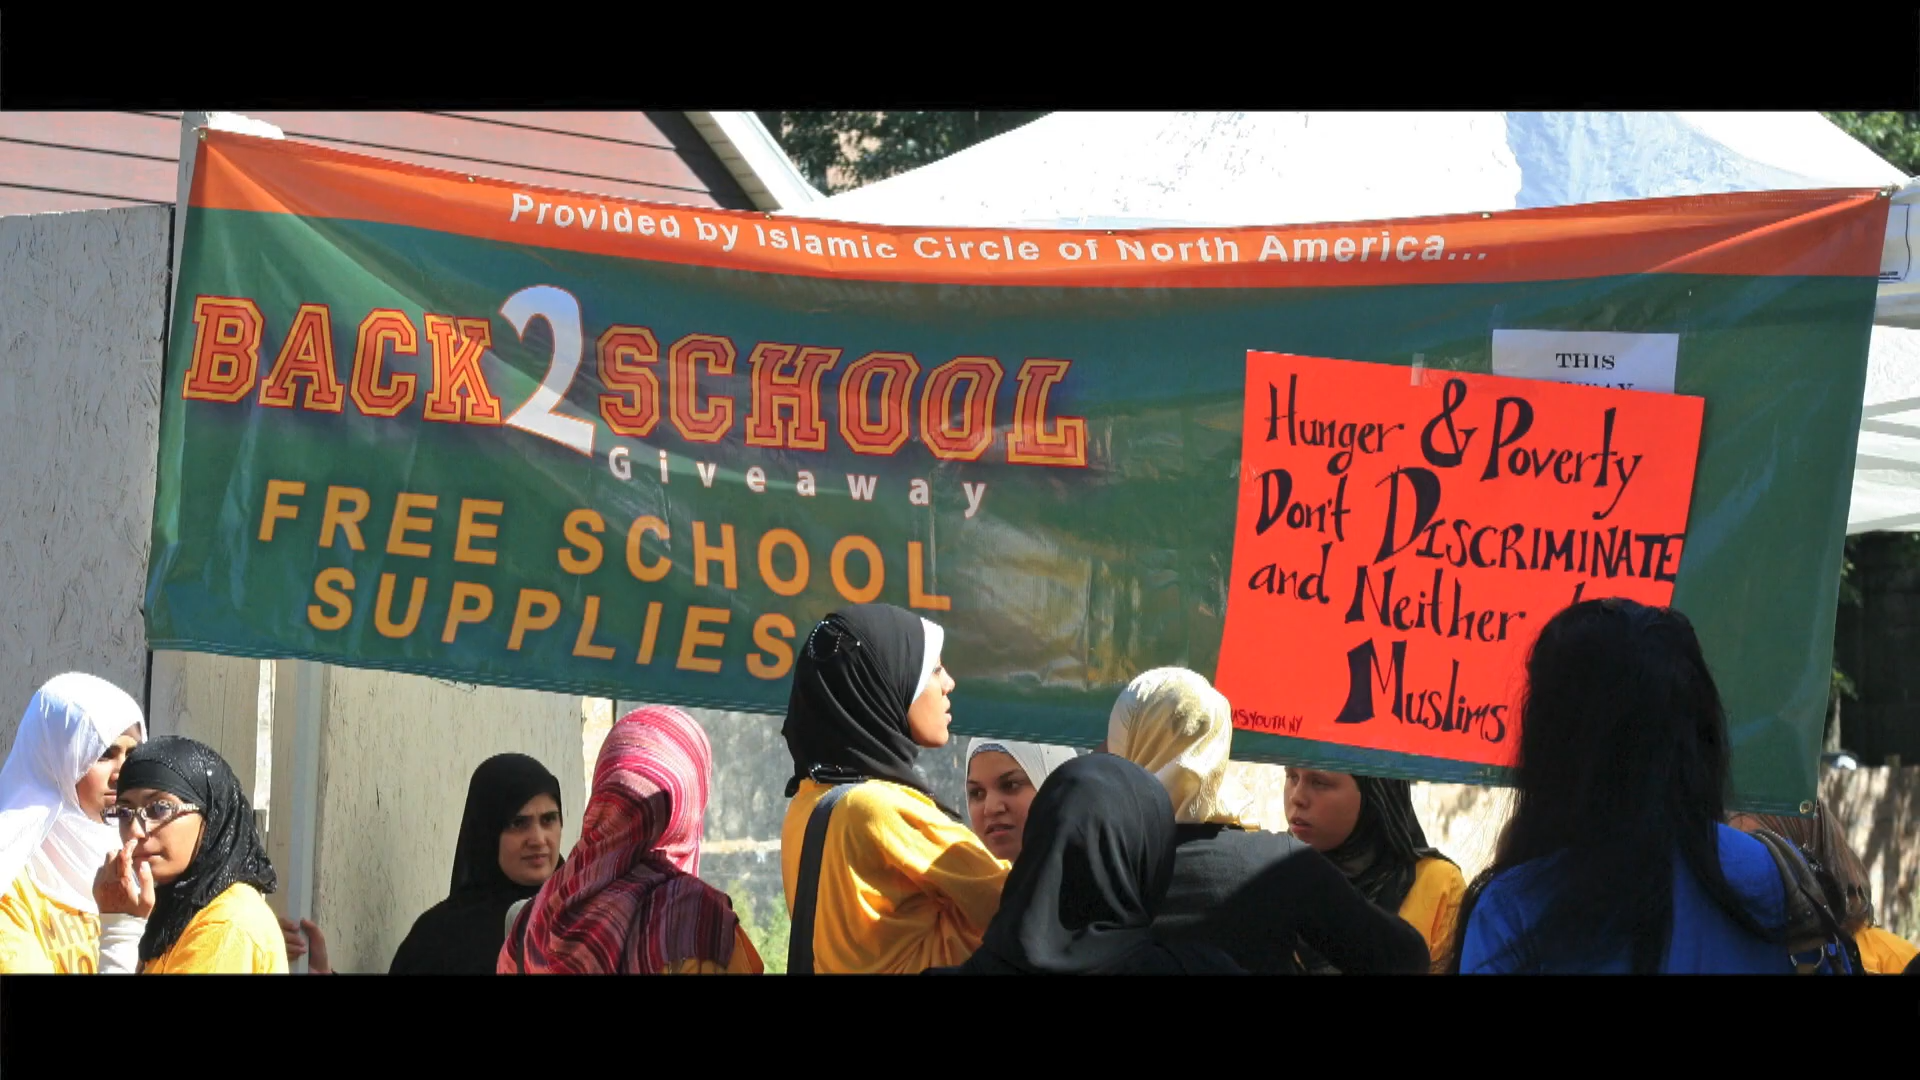 Provided by Islamic Circle of North America...
BACK2SCHOOL
Giveaway
FREE SCHOOL
SUPPLIES
THIS
Hunger & Poverty
Don't DISCRIMINATE
and Neither
Muslims